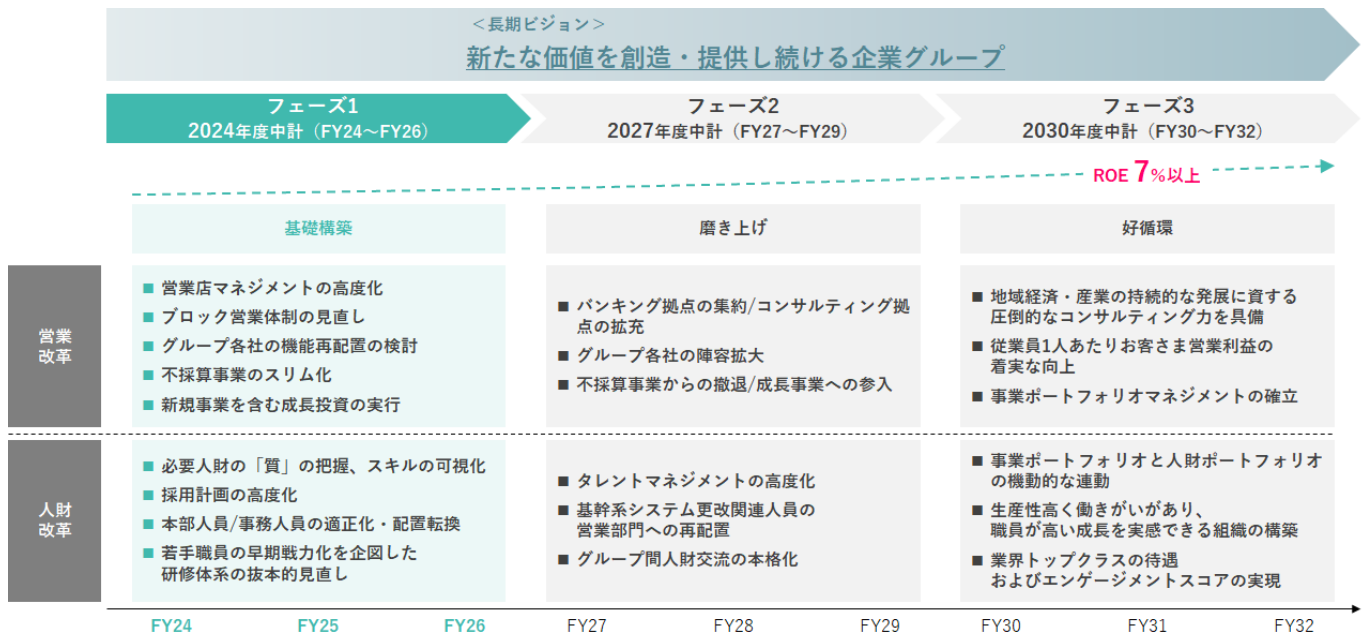 ＜長期ビジョン＞
新たな価値を創造・提供し続ける企業グループ
フェーズ1
2024年度中計（FY24～FY26）
フェーズ2
2027年度中計（FY27～FY29）
フェーズ3
2030年度中計（FY30～FY32）
ROE 7%以上
基礎構築
磨き上げ
好循環
営業
改革
■ 営業店マネジメントの高度化
■ ブロック営業体制の見直し
■ グループ各社の機能再配置の検討
■ 不採算事業のスリム化
■ 新規事業を含む成長投資の実行
■ バンキング拠点の集約/コンサルティング拠
点の拡充
■ グループ各社の陣容拡大
■ 不採算事業からの撤退/成長事業への参入
■ 地域経済・産業の持続的な発展に資する
圧倒的なコンサルティング力を具備
■ 従業員1人あたりお客さま営業利益の
着実な向上
■ 事業ポートフォリオマネジメントの確立
人財
改革
■ 必要人財の「質」の把握、スキルの可視化
■ 採用計画の高度化
■ 本部人員/事務人員の適正化・配置転換
■ 若手職員の早期戦力化を企図した
研修体系の抜本的見直し
■ タレントマネジメントの高度化
■ 基幹系システム更改関連人員の
営業部門への再配置
■ グループ間人財交流の本格化
■ 事業ポートフォリオと人財ポートフォリオ
の機動的な連動
■ 生産性高く働きがいがあり、
職員が高い成長を実感できる組織の構築
■ 業界トップクラスの待遇
およびエンゲージメントスコアの実現
FY24
FY25
FY26
FY27
FY28
FY29
FY30
FY31
FY32